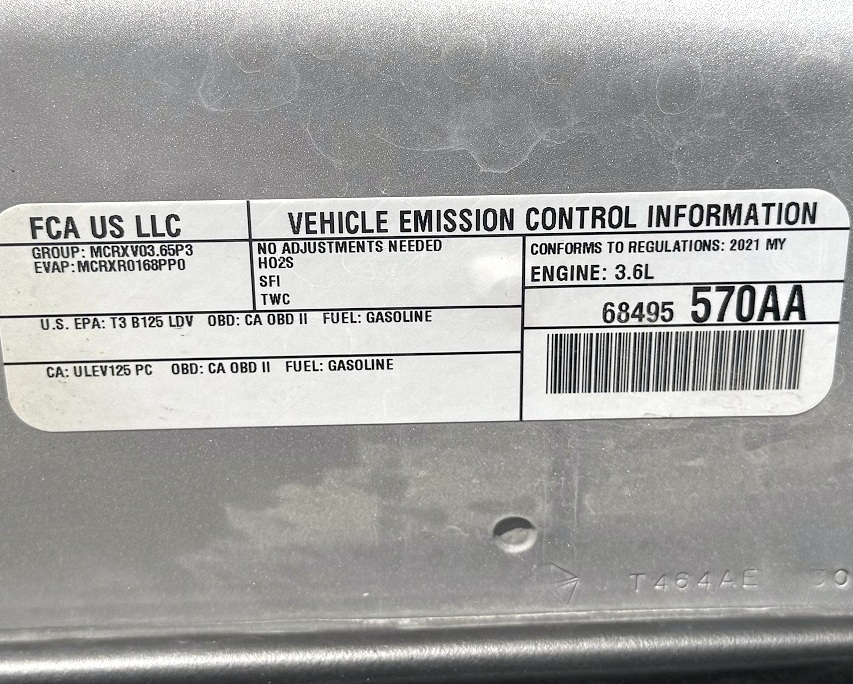 FCA US LLC
VEHICLE EMISSION CONTROL INFORMATION
GROUP: MCRXV03.65P3
EVAP: MCRXR0168PP0
NO ADJUSTMENTS NEEDED
HO2S
SFI
TWC
CONFORMS TO REGULATIONS: 2021 MY
ENGINE: 3.6L
68495 570AA
U.S. EPA: T3 B125 LDV OBD: CA OBD II FUEL: GASOLINE
CA: ULEV125 PC OBD: CA OBD II FUEL: GASOLINE
T464AE 30